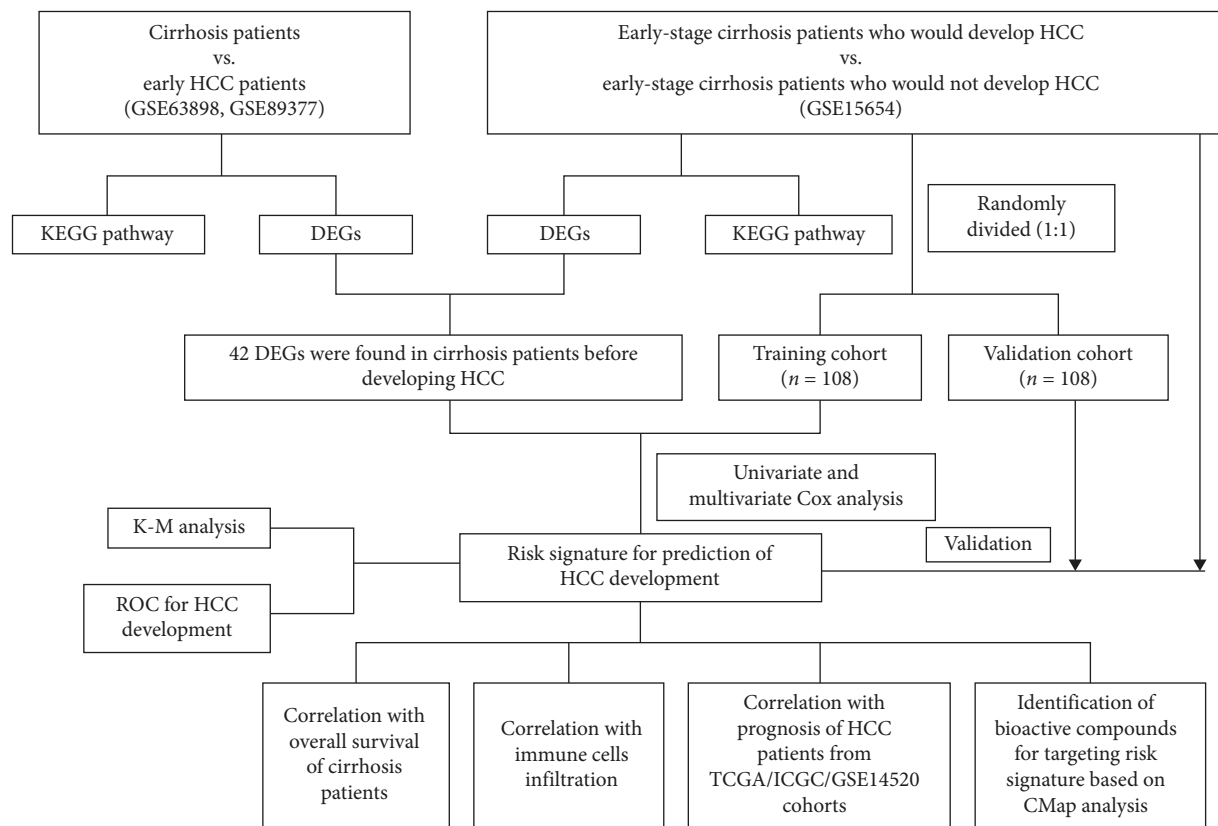 Cirrhosis patients
vs.
early HCC patients
(GSE63898, GSE89377)
Early-stage cirrhosis patients who would develop HCC
vs.
early-stage cirrhosis patients who would not develop HCC
(GSE15654)
KEGG pathway
DEGs
DEGs
KEGG pathway
Randomly
divided (1:1)
42 DEGs were found in cirrhosis patients before
developing HCC
Training cohort
(n = 108)
Validation cohort
(n = 108)
Univariate and
multivariate Cox analysis
K-M analysis
Risk signature for prediction of
HCC development
Validation
ROC for HCC
development
Correlation with
overall survival
of cirrhosis
patients
Correlation with
immune cells
infiltration
Correlation with
prognosis of HCC
patients from
TCGA/ICGC/GSE14520
cohorts
Identification of
bioactive compounds
for targeting risk
signature based on
CMap analysis